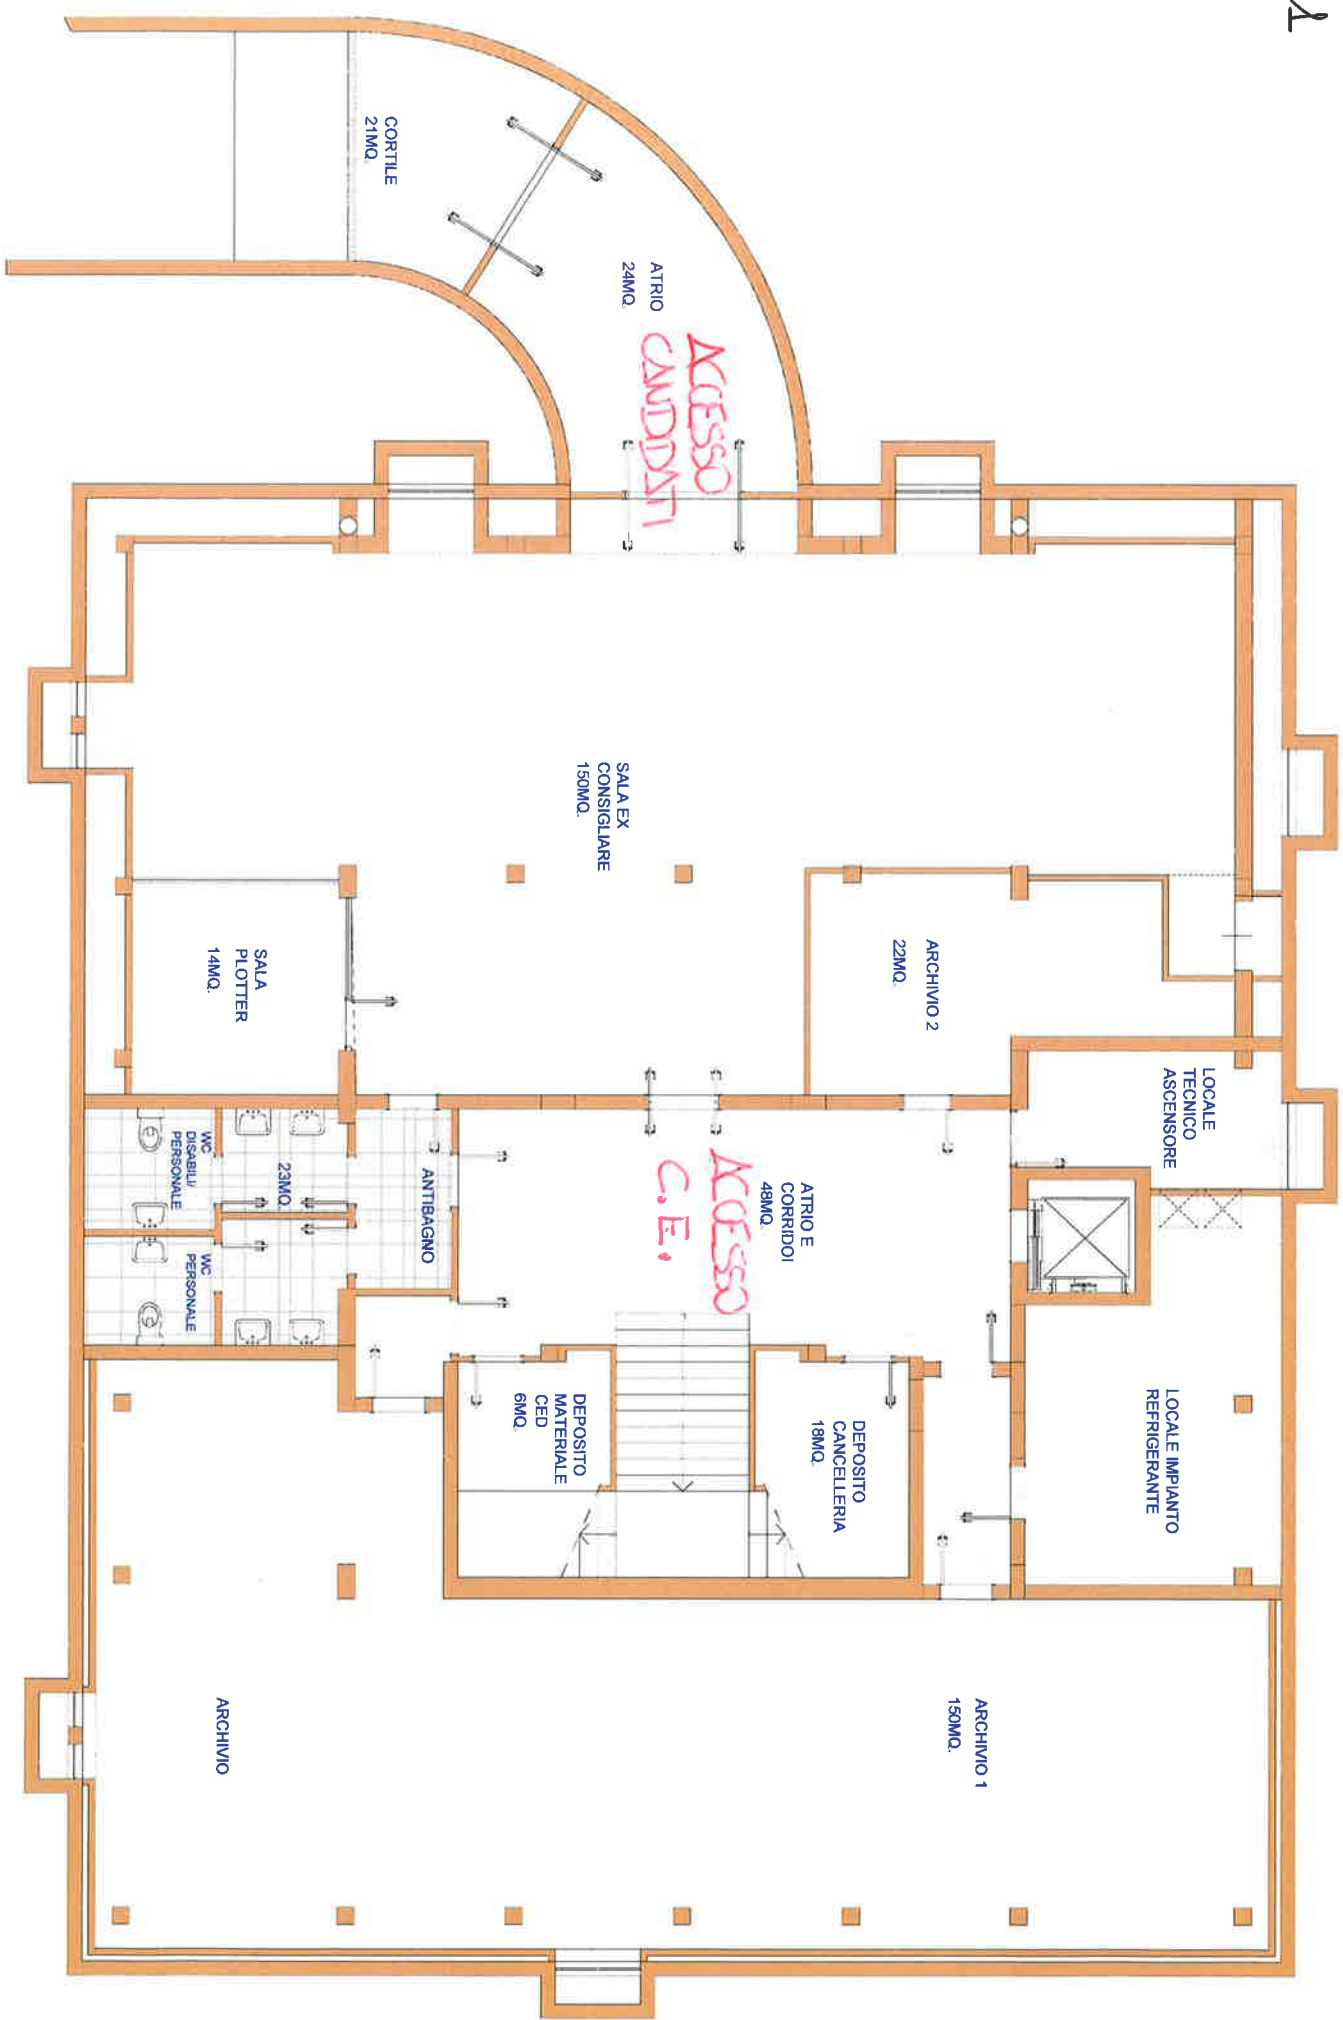 1
CORTILE
21MQ.
ATRIO
24MQ.
ACCESSO
CANDIDATI
SALA EX
CONSIGLIARE
150MQ.
SALA
PLOTTER
14MQ.
ARCHIVIO 2
22MQ.
LOCALE
TECNICO
ASCENSORE
WC
DISABILI/
PERSONALE
23MQ.
ANTIBAGNO
WC
PERSONALE
ATRIO E
CORRIDOI
48MQ.
ACCESSO
C.E.
DEPOSITO
MATERIALE
CED
6MQ.
DEPOSITO
CANCELLERIA
18MQ.
LOCALE IMPIANTO
REFRIGERANTE
ARCHIVIO 1
150MQ.
ARCHIVIO